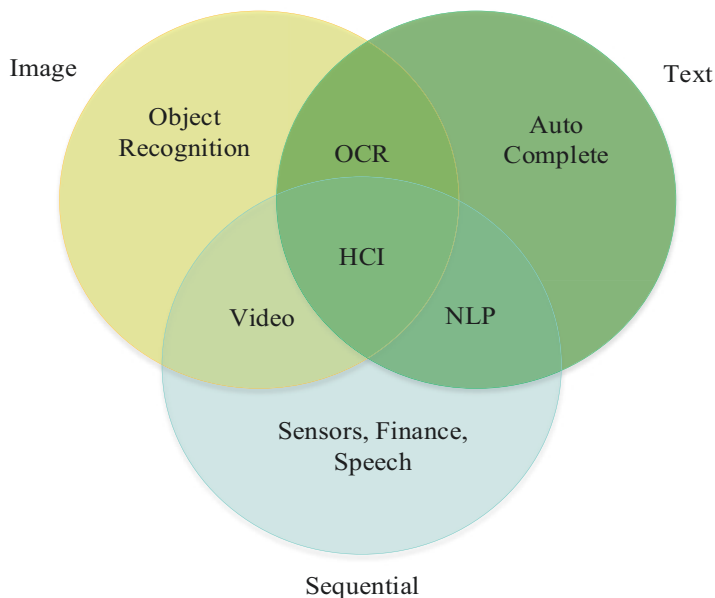 Image
Text
Object
Recognition
OCR
Auto
Complete
HCI
Video
NLP
Sensors, Finance,
Speech
Sequential